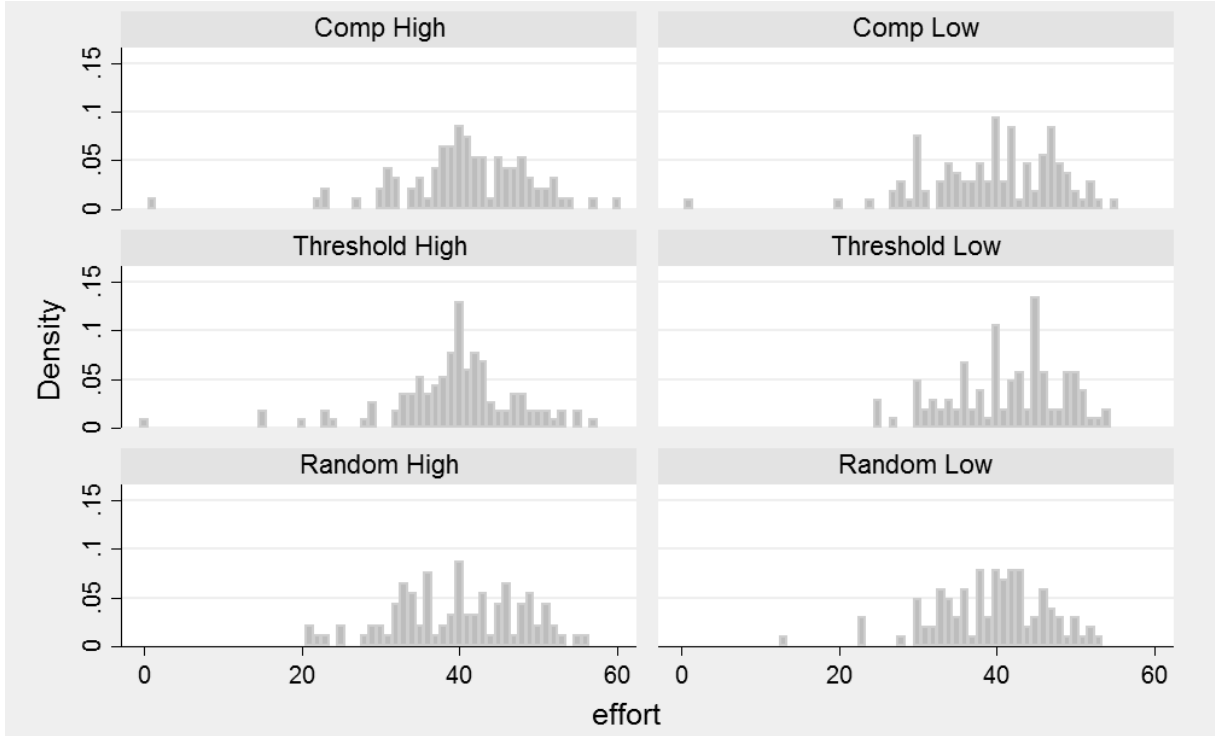 Comp High
Comp Low
.15
.1
.05
0
Threshold High
Threshold Low
.15
.1
.05
0
Random High
Random Low
.15
.1
.05
0
0 20 40 60
0 20 40 60
Density
effort